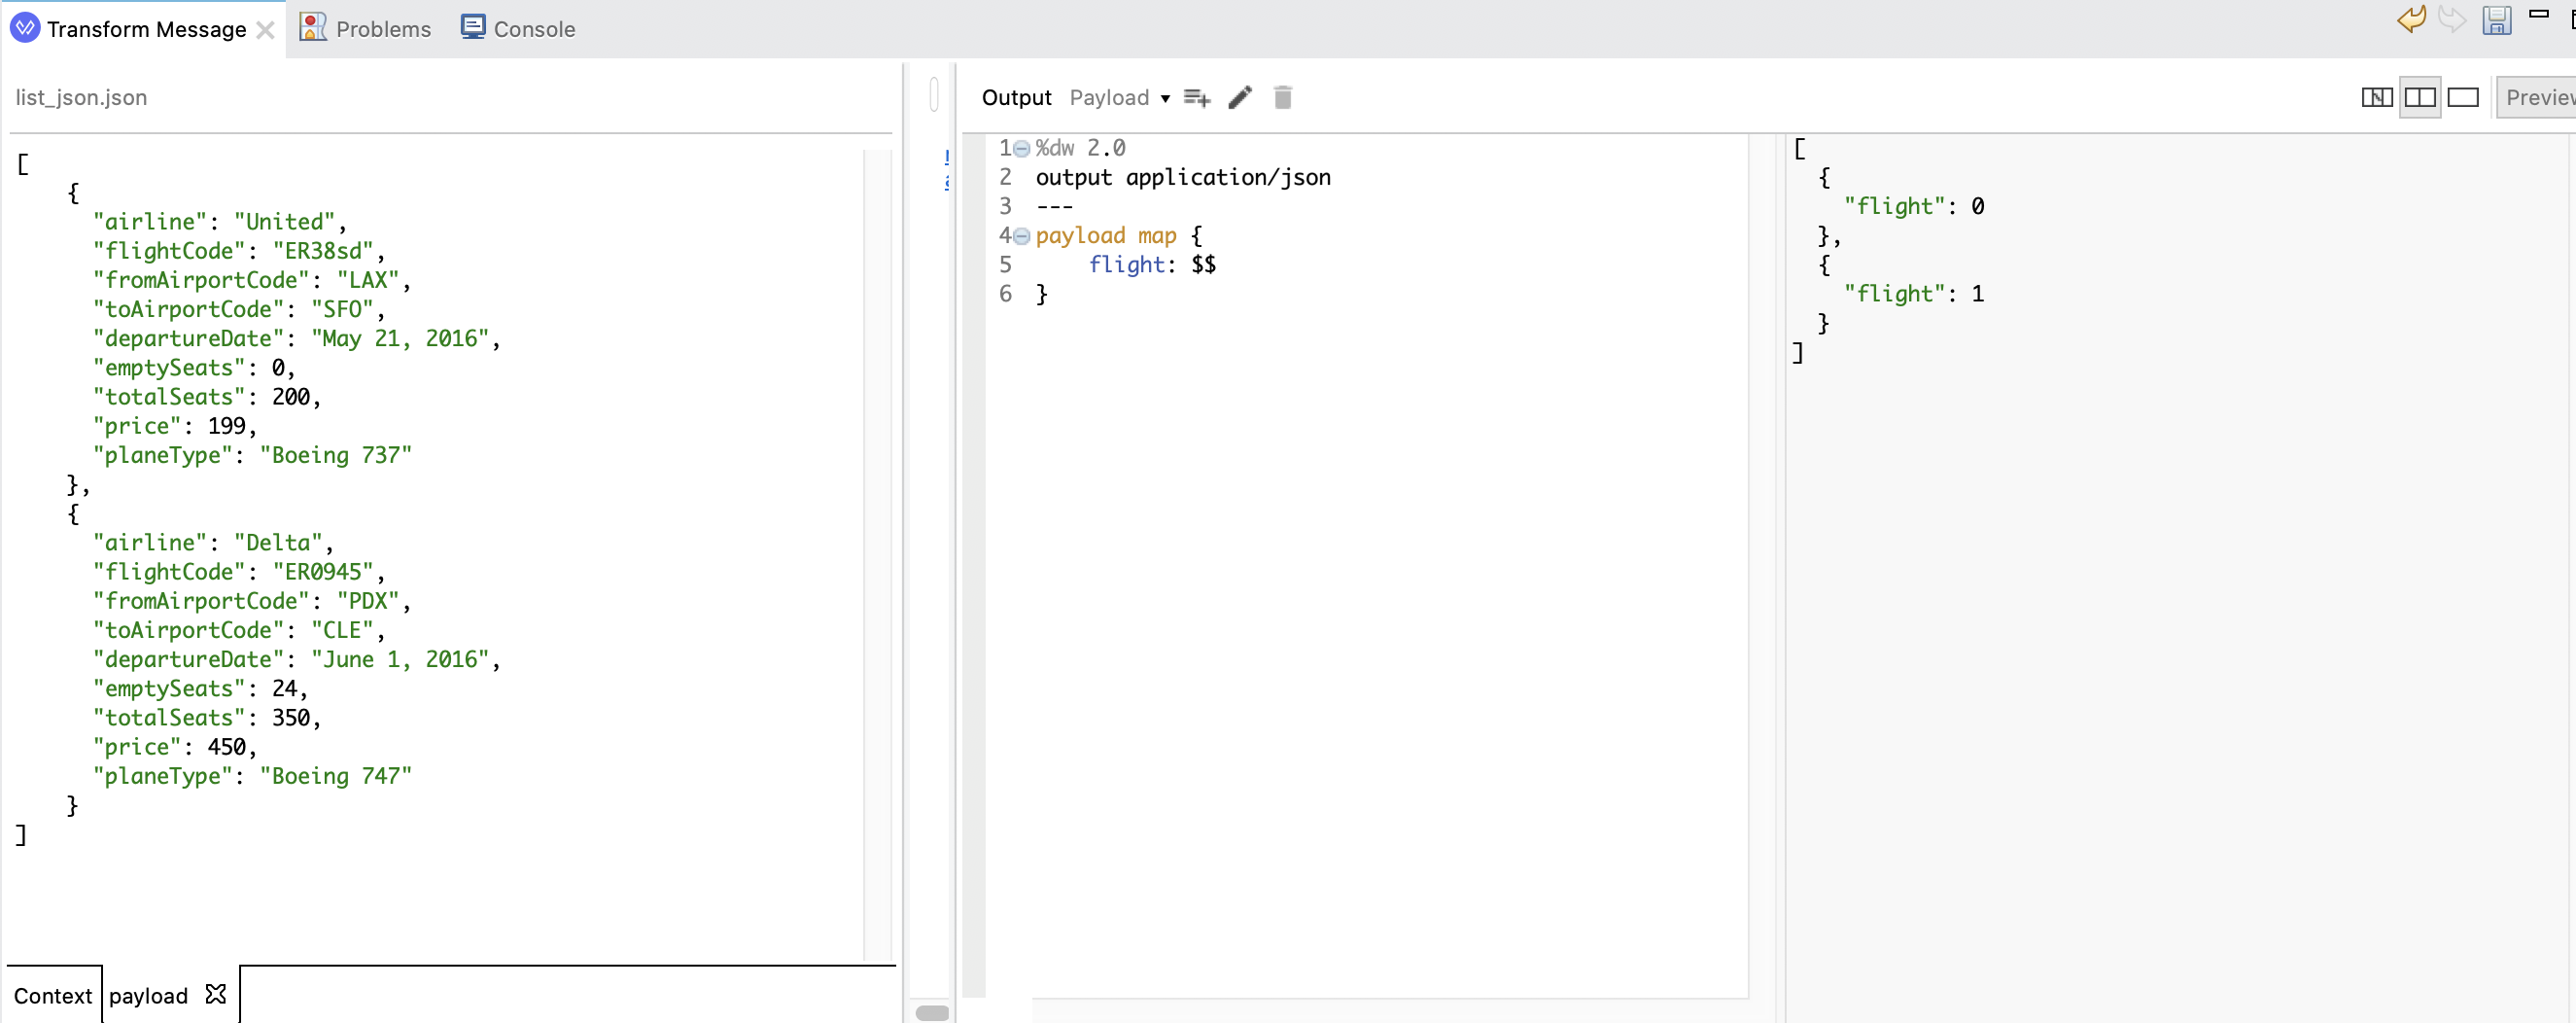 Transform Message Problems Console
list_json.json
[
    {
      "airline": "United",
      "flightCode": "ER38sd",
      "fromAirportCode": "LAX",
      "toAirportCode": "SFO",
      "departureDate": "May 21, 2016",
      "emptySeats": 0,
      "totalSeats": 200,
      "price": 199,
      "planeType": "Boeing 737"
    },
    {
      "airline": "Delta",
      "flightCode": "ER0945",
      "fromAirportCode": "PDX",
      "toAirportCode": "CLE",
      "departureDate": "June 1, 2016",
      "emptySeats": 24,
      "totalSeats": 350,
      "price": 450,
      "planeType": "Boeing 747"
    }
]
Context payload
Output Payload Preview
1 %dw 2.0
2 output application/json
3 ---
4 payload map {
5     flight: $$
6 }
[
  {
    "flight": 0
  },
  {
    "flight": 1
  }
]